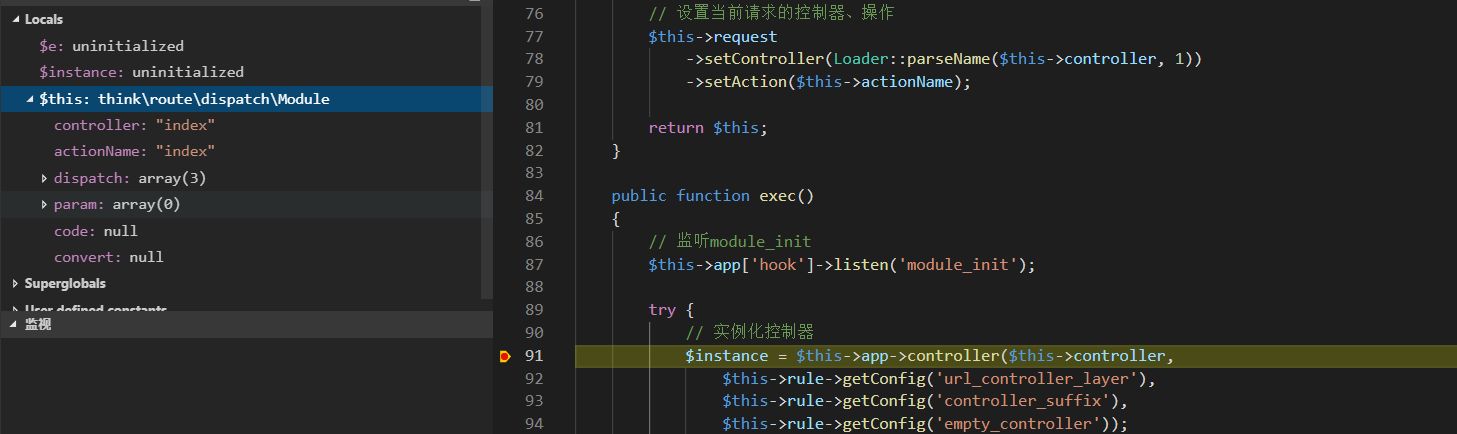 Locals
$e: uninitialized
$instance: uninitialized
$this: think\route\dispatch\Module
controller: "index"
actionName: "index"
dispatch: array(3)
param: array(0)
code: null
convert: null
Superglobals
User defined constants
监视
76 // 设置当前请求的控制器、操作
77 $this->request
78 ->setController(Loader::parseName($this->controller, 1))
79 ->setAction($this->actionName);
80
81 return $this;
82 }
83
84 public function exec()
85 {
86 // 监听module_init
87 $this->app['hook']->listen('module_init');
88
89 try {
90 // 实例化控制器
91 $instance = $this->app->controller($this->controller,
92 $this->rule->getConfig('url_controller_layer'),
93 $this->rule->getConfig('controller_suffix'),
94 $this->rule->getConfig('empty_controller'));